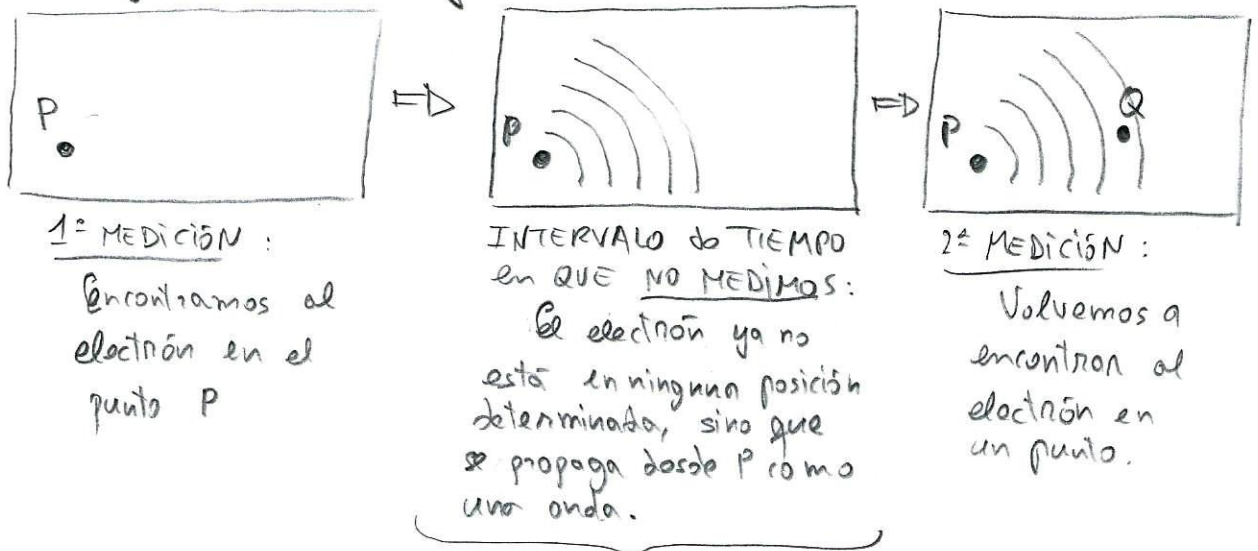 P
P
P
Q
1ª MEDICIÓN :
Encontramos al
electrón en el
punto P
INTERVALO de TIEMPO
en QUE NO MEDIMOS:
El electrón ya no
está en ninguna posición
determinada, sino que
se propaga desde P como
una onda.
2ª MEDICIÓN :
Volvemos a
encontrar al
electrón en
un punto.